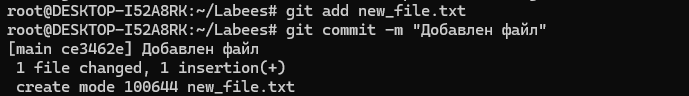 root@DESKTOP-I52A8RK:~/Labees# git add new_file.txt
root@DESKTOP-I52A8RK:~/Labees# git commit -m "Добавлен файл"
[main ce3462e] Добавлен файл
 1 file changed, 1 insertion(+)
 create mode 100644 new_file.txt